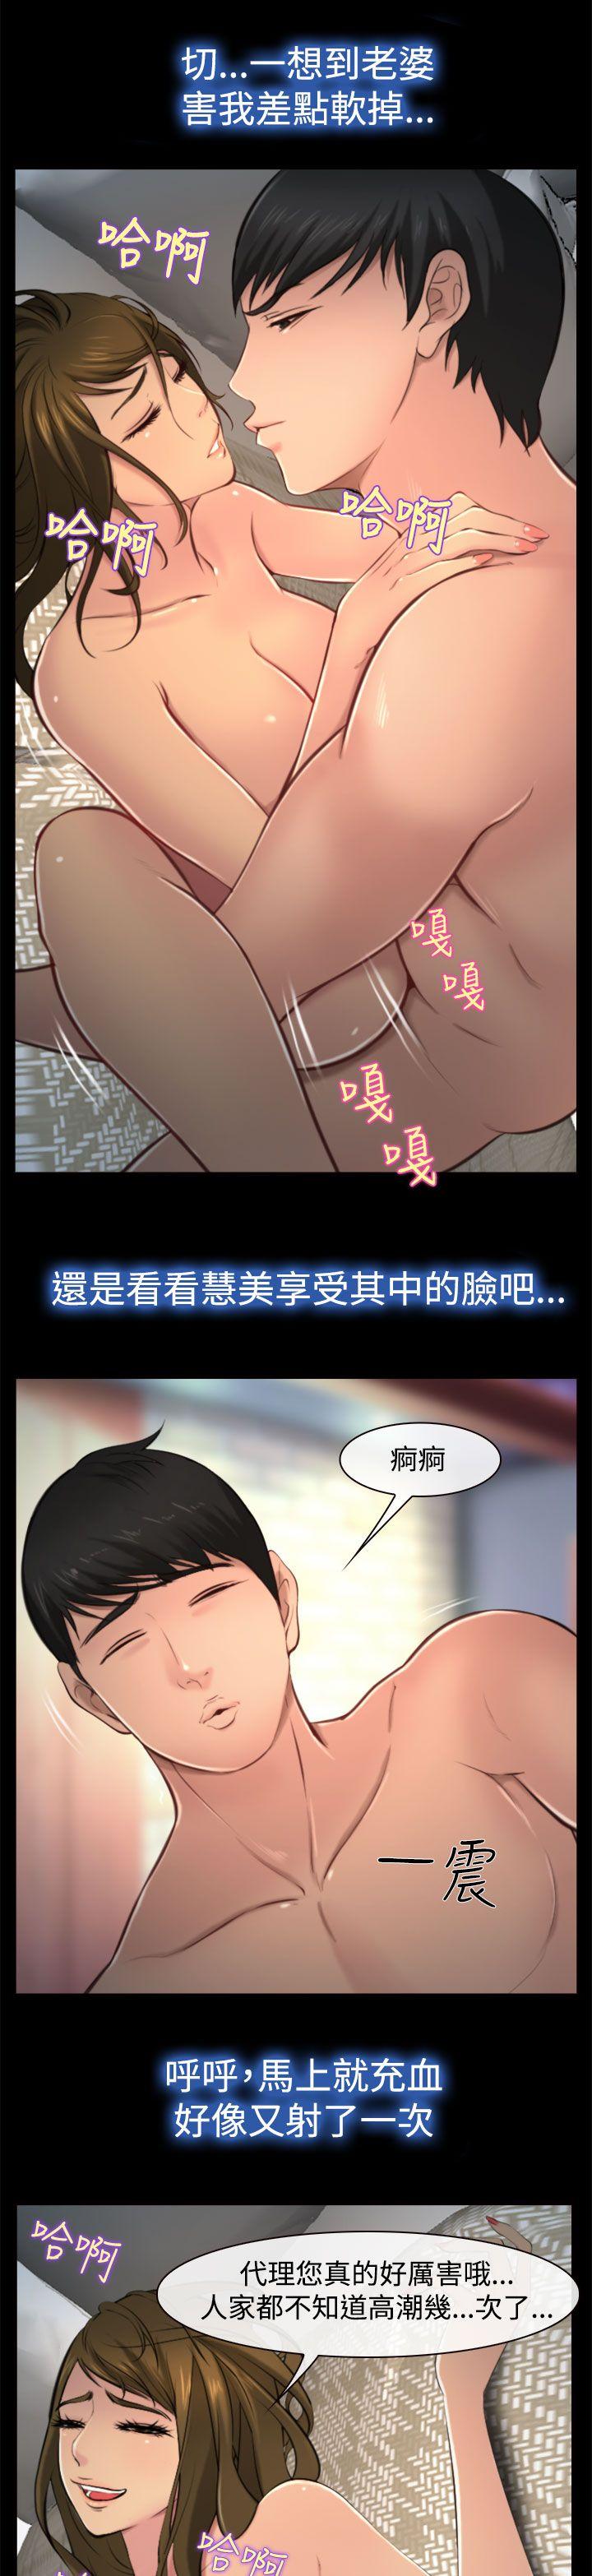 切...一想到老婆
害我差點軟掉...
哈啊
哈啊
哈啊
嘎
嘎
嘎
嘎
還是看看慧美享受其中的臉吧...
痾痾
一震
呼呼,馬上就充血
好像又射了一次
哈啊
代理您真的好厲害哦...
人家都不知道高潮幾...次了...
哈啊